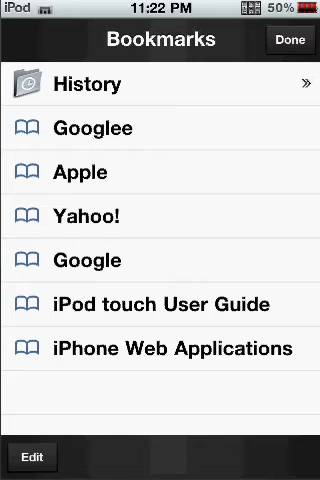 iPod 11:22 PM 50%
Bookmarks Done
History
Googlee
Apple
Yahoo!
Google
iPod touch User Guide
iPhone Web Applications
Edit